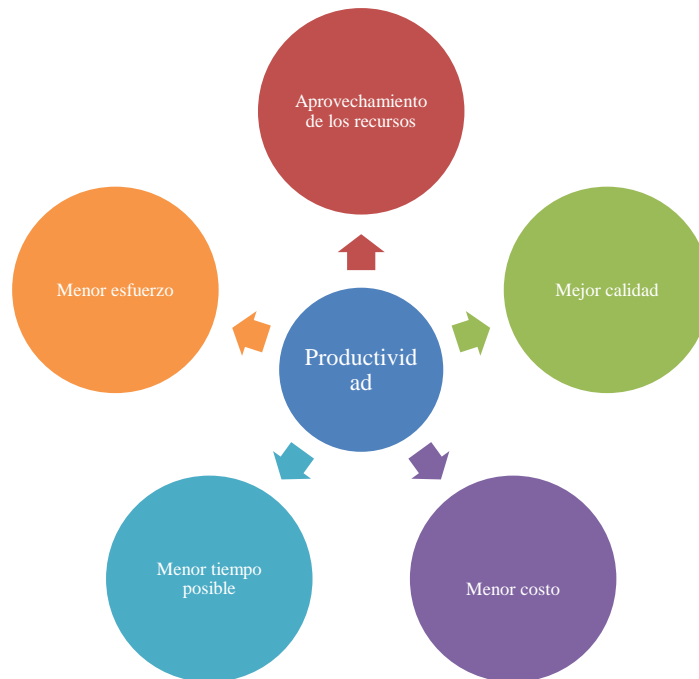 Aprovechamiento
de los recursos
Menor esfuerzo
Mejor calidad
Productivid
ad
Menor tiempo
posible
Menor costo